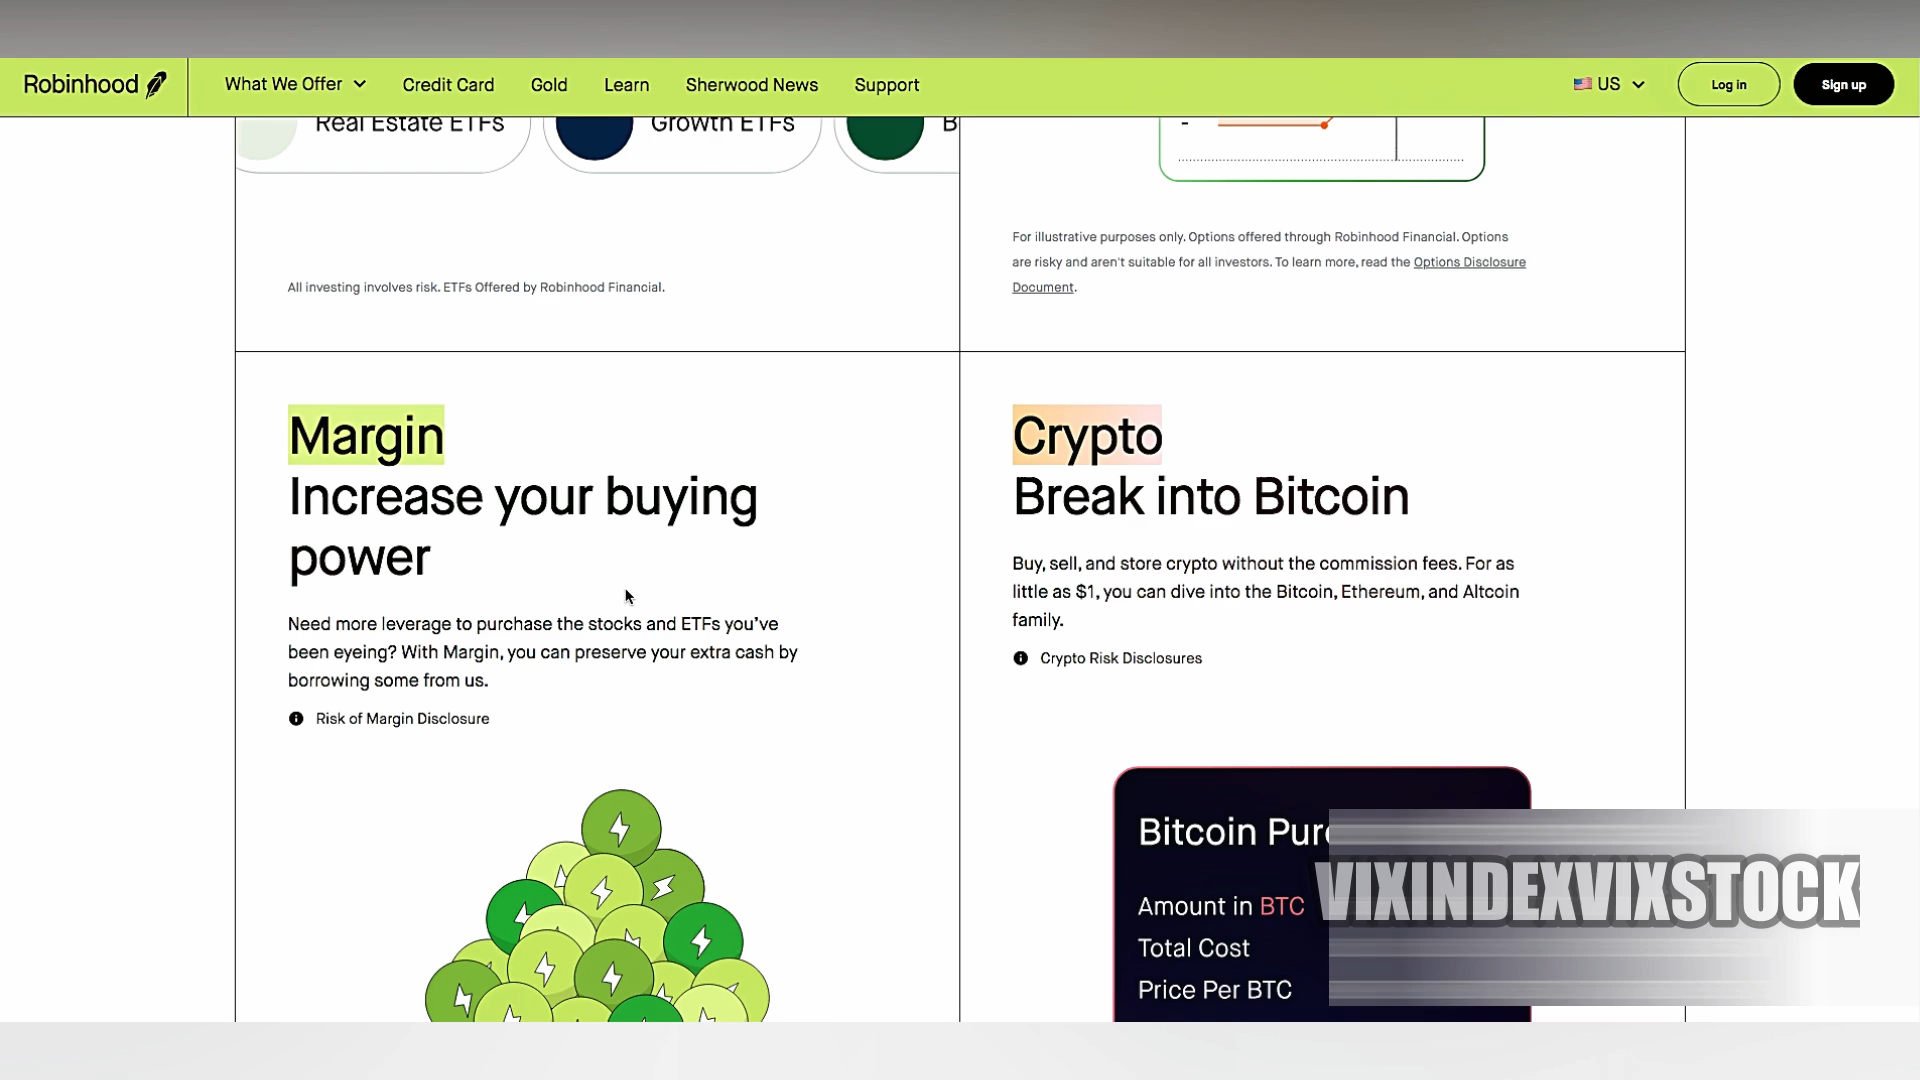 Robinhood
What We Offer
Credit Card
Gold
Learn
Sherwood News
Support
US
Log in
Sign up
Real Estate ETFs
Growth ETFs
B
All investing involves risk. ETFs Offered by Robinhood Financial.
For illustrative purposes only. Options offered through Robinhood Financial. Options
are risky and aren't suitable for all investors. To learn more, read the Options Disclosure
Document.
Margin
Increase your buying
power
Need more leverage to purchase the stocks and ETFs you've
been eyeing? With Margin, you can preserve your extra cash by
borrowing some from us.
Risk of Margin Disclosure
Crypto
Break into Bitcoin
Buy, sell, and store crypto without the commission fees. For as
little as $1, you can dive into the Bitcoin, Ethereum, and Altcoin
family.
Crypto Risk Disclosures
Bitcoin Purc
Amount in BTC
Total Cost
Price Per BTC
VIXINDEXVIXSTOCK